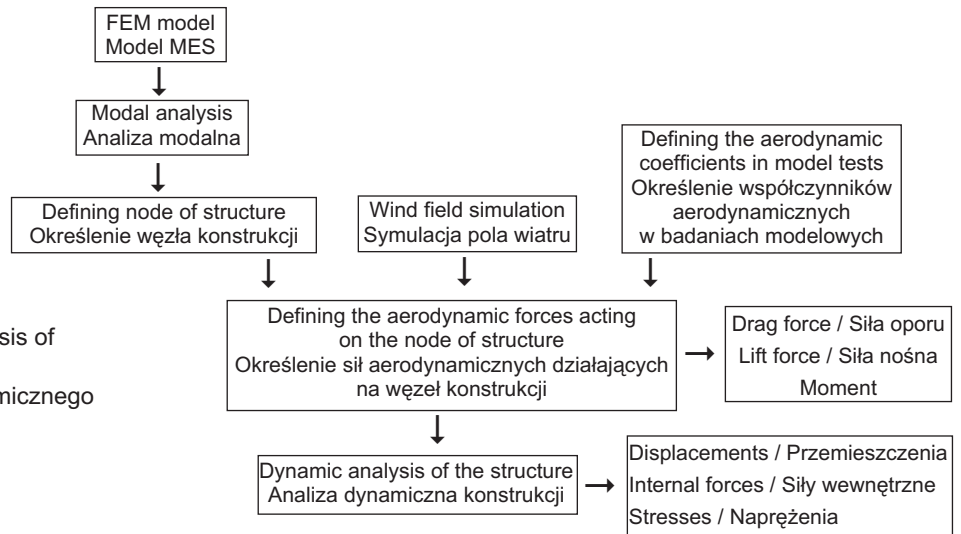 FEM model
Model MES
Modal analysis
Analiza modalna
Defining node of structure
Określenie węzła konstrukcji
Wind field simulation
Symulacja pola wiatru
Defining the aerodynamic
coefficients in model tests
Określenie współczynników
aerodynamicznych
w badaniach modelowych
sis of
micznego
Defining the aerodynamic forces acting
on the node of structure
Określenie sił aerodynamicznych działających
na węzeł konstrukcji
Drag force / Siła oporu
Lift force / Siła nośna
Moment
Dynamic analysis of the structure
Analiza dynamiczna konstrukcji
Displacements / Przemieszczenia
Internal forces / Siły wewnętrzne
Stresses / Naprężenia